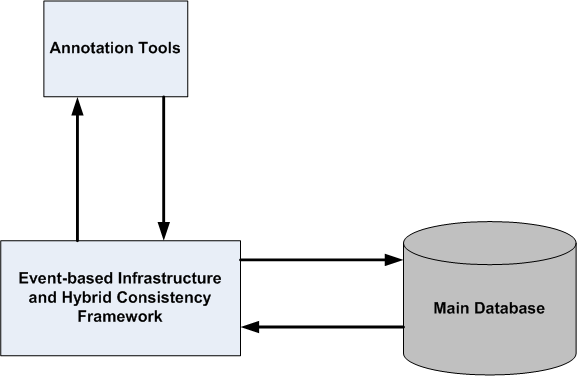 Annotation Tools
Event-based Infrastructure
and Hybrid Consistency
Framework
Main Database